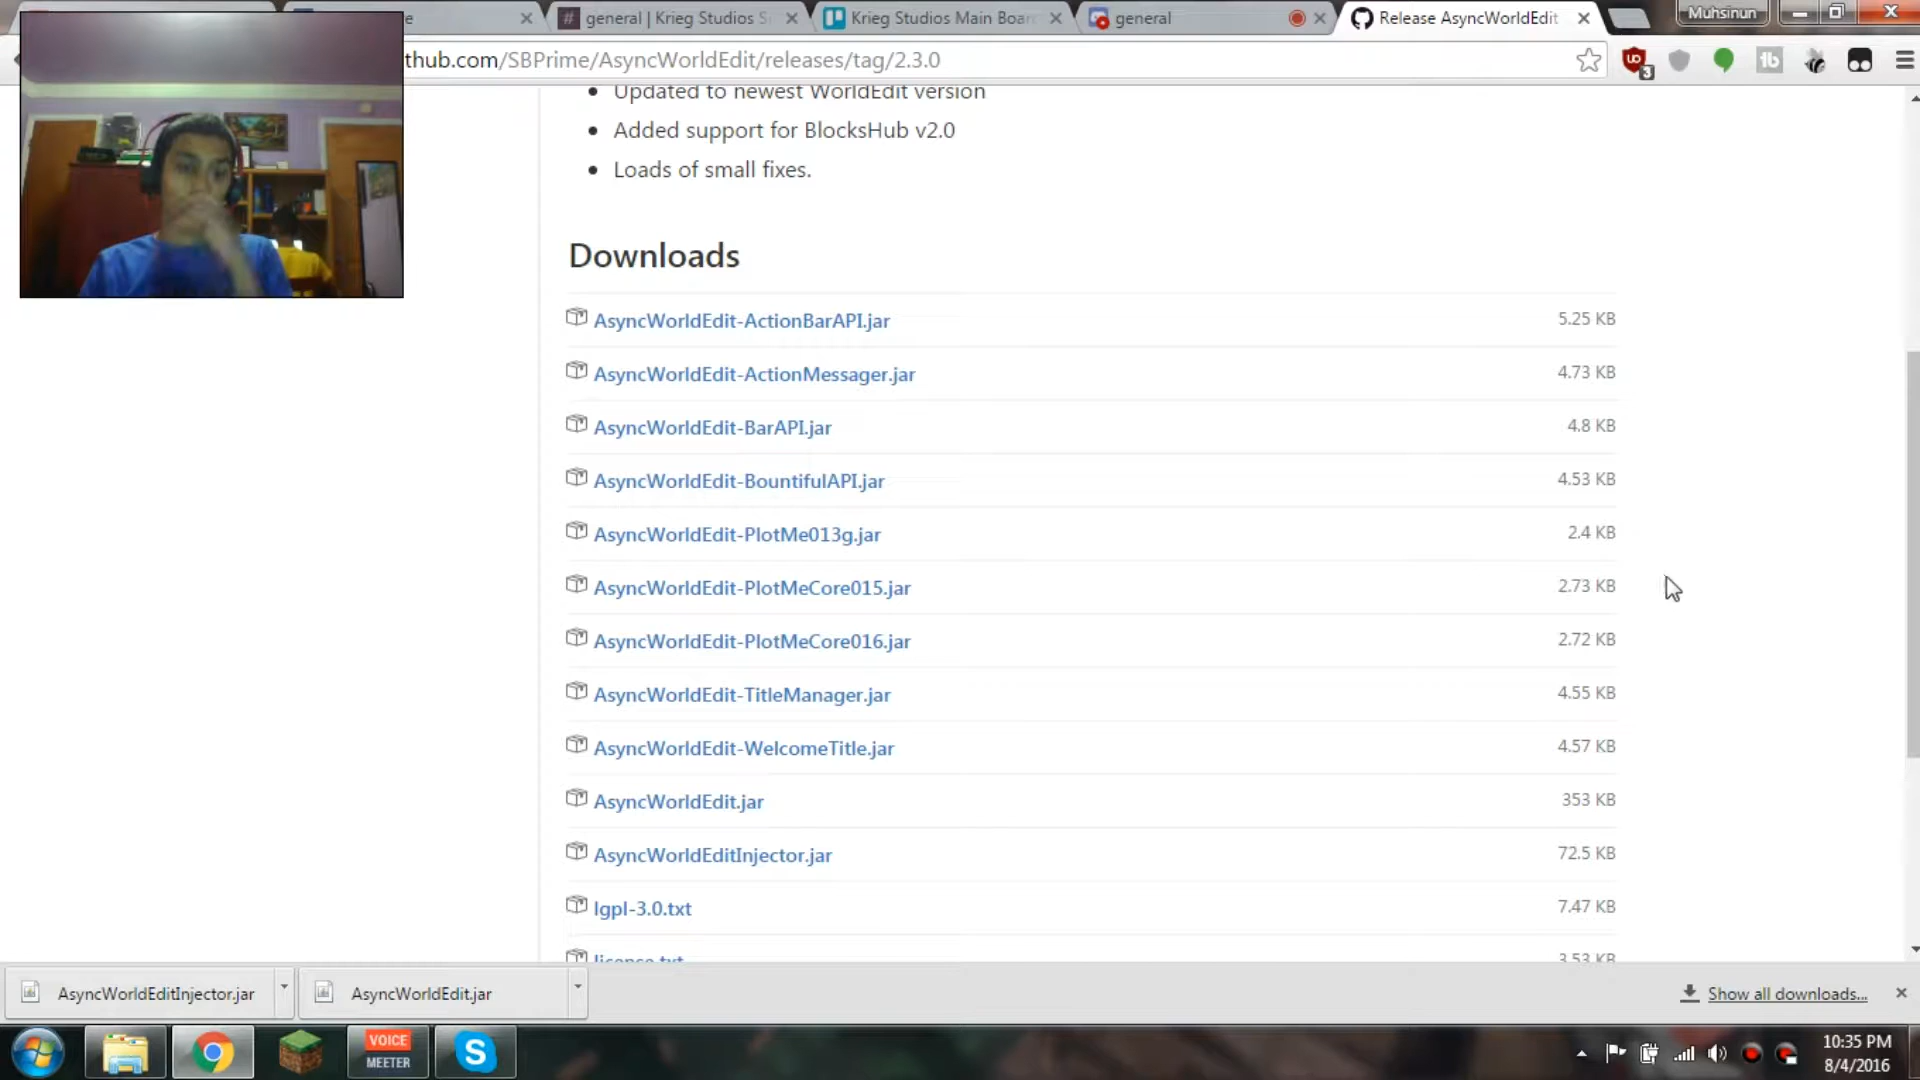 e
general | Krieg Studios S
Krieg Studios Main Boar
general
Release AsyncWorldEdit
Muhsinun
thub.com/SBPrime/AsyncWorldEdit/releases/tag/2.3.0
3
Updated to newest WorldEdit version
Added support for BlocksHub v2.0
Loads of small fixes.
Downloads
AsyncWorldEdit-ActionBarAPI.jar 5.25 KB
AsyncWorldEdit-ActionMessager.jar 4.73 KB
AsyncWorldEdit-BarAPI.jar 4.8 KB
AsyncWorldEdit-BountifulAPI.jar 4.53 KB
AsyncWorldEdit-PlotMe013g.jar 2.4 KB
AsyncWorldEdit-PlotMeCore015.jar 2.73 KB
AsyncWorldEdit-PlotMeCore016.jar 2.72 KB
AsyncWorldEdit-TitleManager.jar 4.55 KB
AsyncWorldEdit-WelcomeTitle.jar 4.57 KB
AsyncWorldEdit.jar 353 KB
AsyncWorldEditInjector.jar 72.5 KB
lgpl-3.0.txt 7.47 KB
license.txt 3.53 KB
AsyncWorldEditInjector.jar
AsyncWorldEdit.jar
Show all downloads...
VOICE
MEETER
10:35 PM
8/4/2016